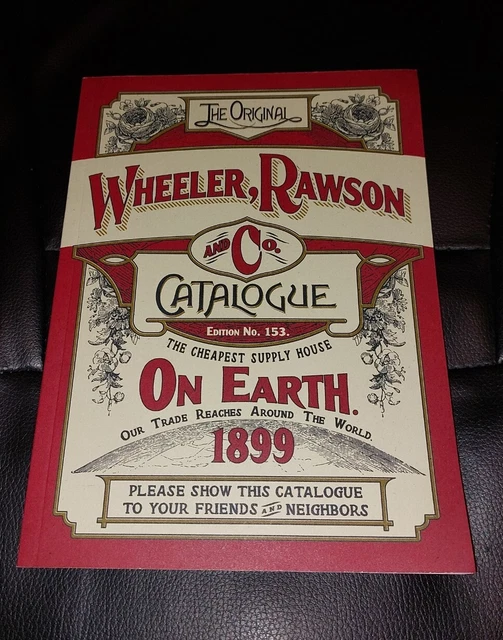 The Original
Wheeler, Rawson
and Co.
Catalogue
Edition No. 153.
The Cheapest Supply House
On Earth.
Our Trade Reaches Around The World.
1899
PLEASE SHOW THIS CATALOGUE
TO YOUR FRIENDS AND NEIGHBORS